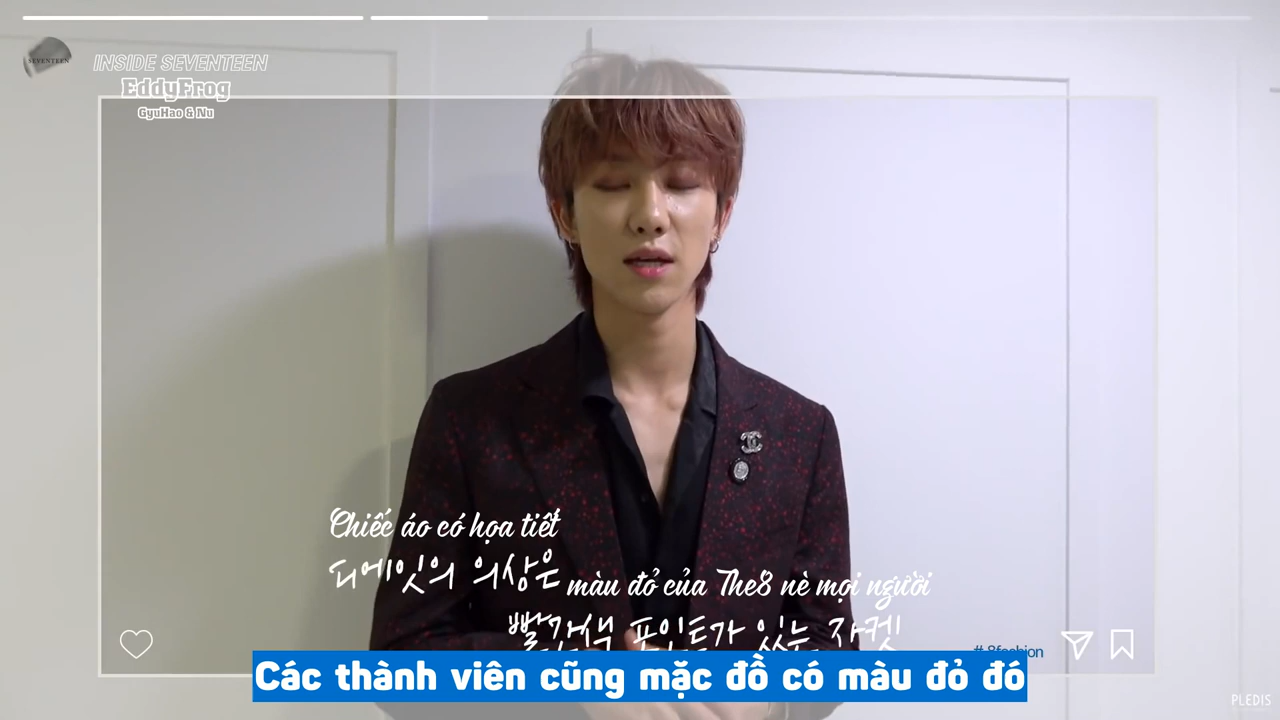 SEVENTEEN
INSIDE SEVENTEEN
EddyFrog
GyuHao & Nu
Chiếc áo có họa tiết
디에잇의 의상은
màu đỏ của The8 nè mọi người
빨간색 포인트가 있는 자켓
# 8fashion
Các thành viên cũng mặc đồ có màu đỏ đó
PLEDIS